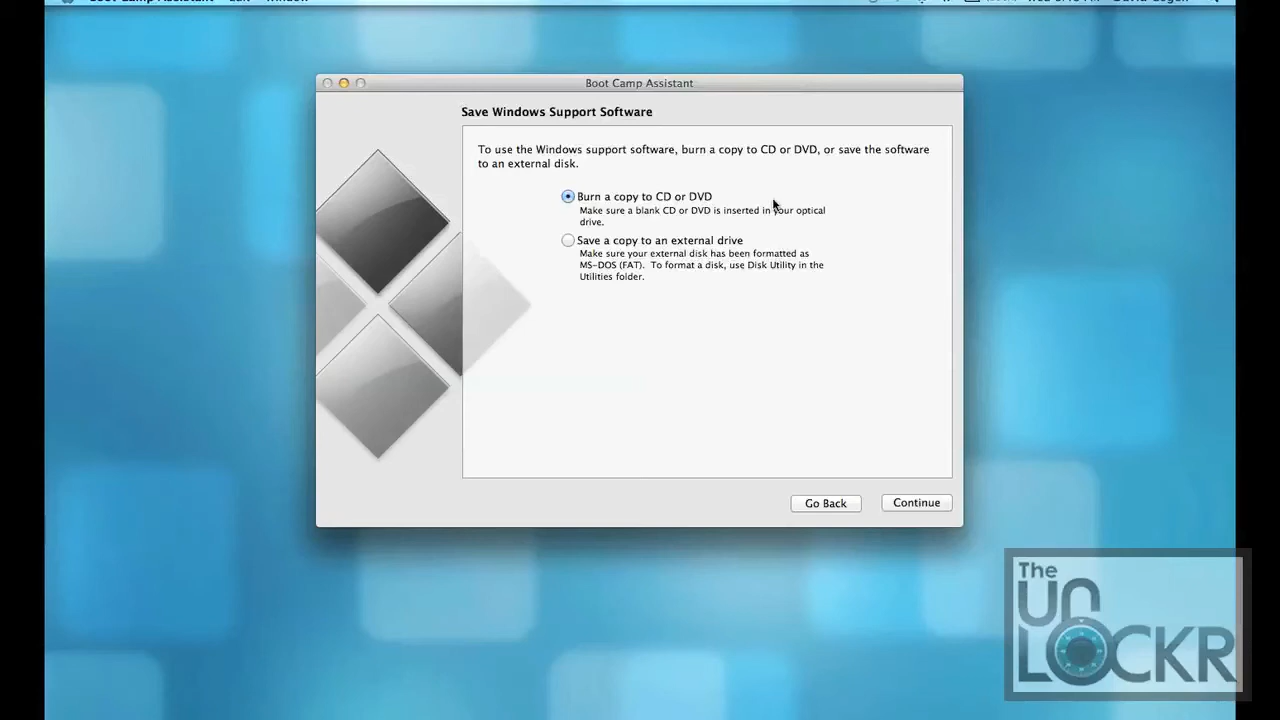 Boot Camp Assistant
Save Windows Support Software
To use the Windows support software, burn a copy to CD or DVD, or save the software
to an external disk.
Burn a copy to CD or DVD
Make sure a blank CD or DVD is inserted in your optical
drive.
Save a copy to an external drive
Make sure your external disk has been formatted as
MS-DOS (FAT). To format a disk, use Disk Utility in the
Utilities folder.
Go Back
Continue
The
UN
LOCKR